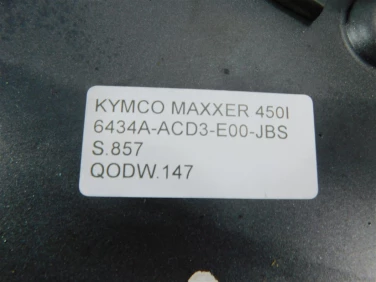 KYMCO MAXXER 450I
6434A-ACD3-E00-JBS
S.857
QODW.147